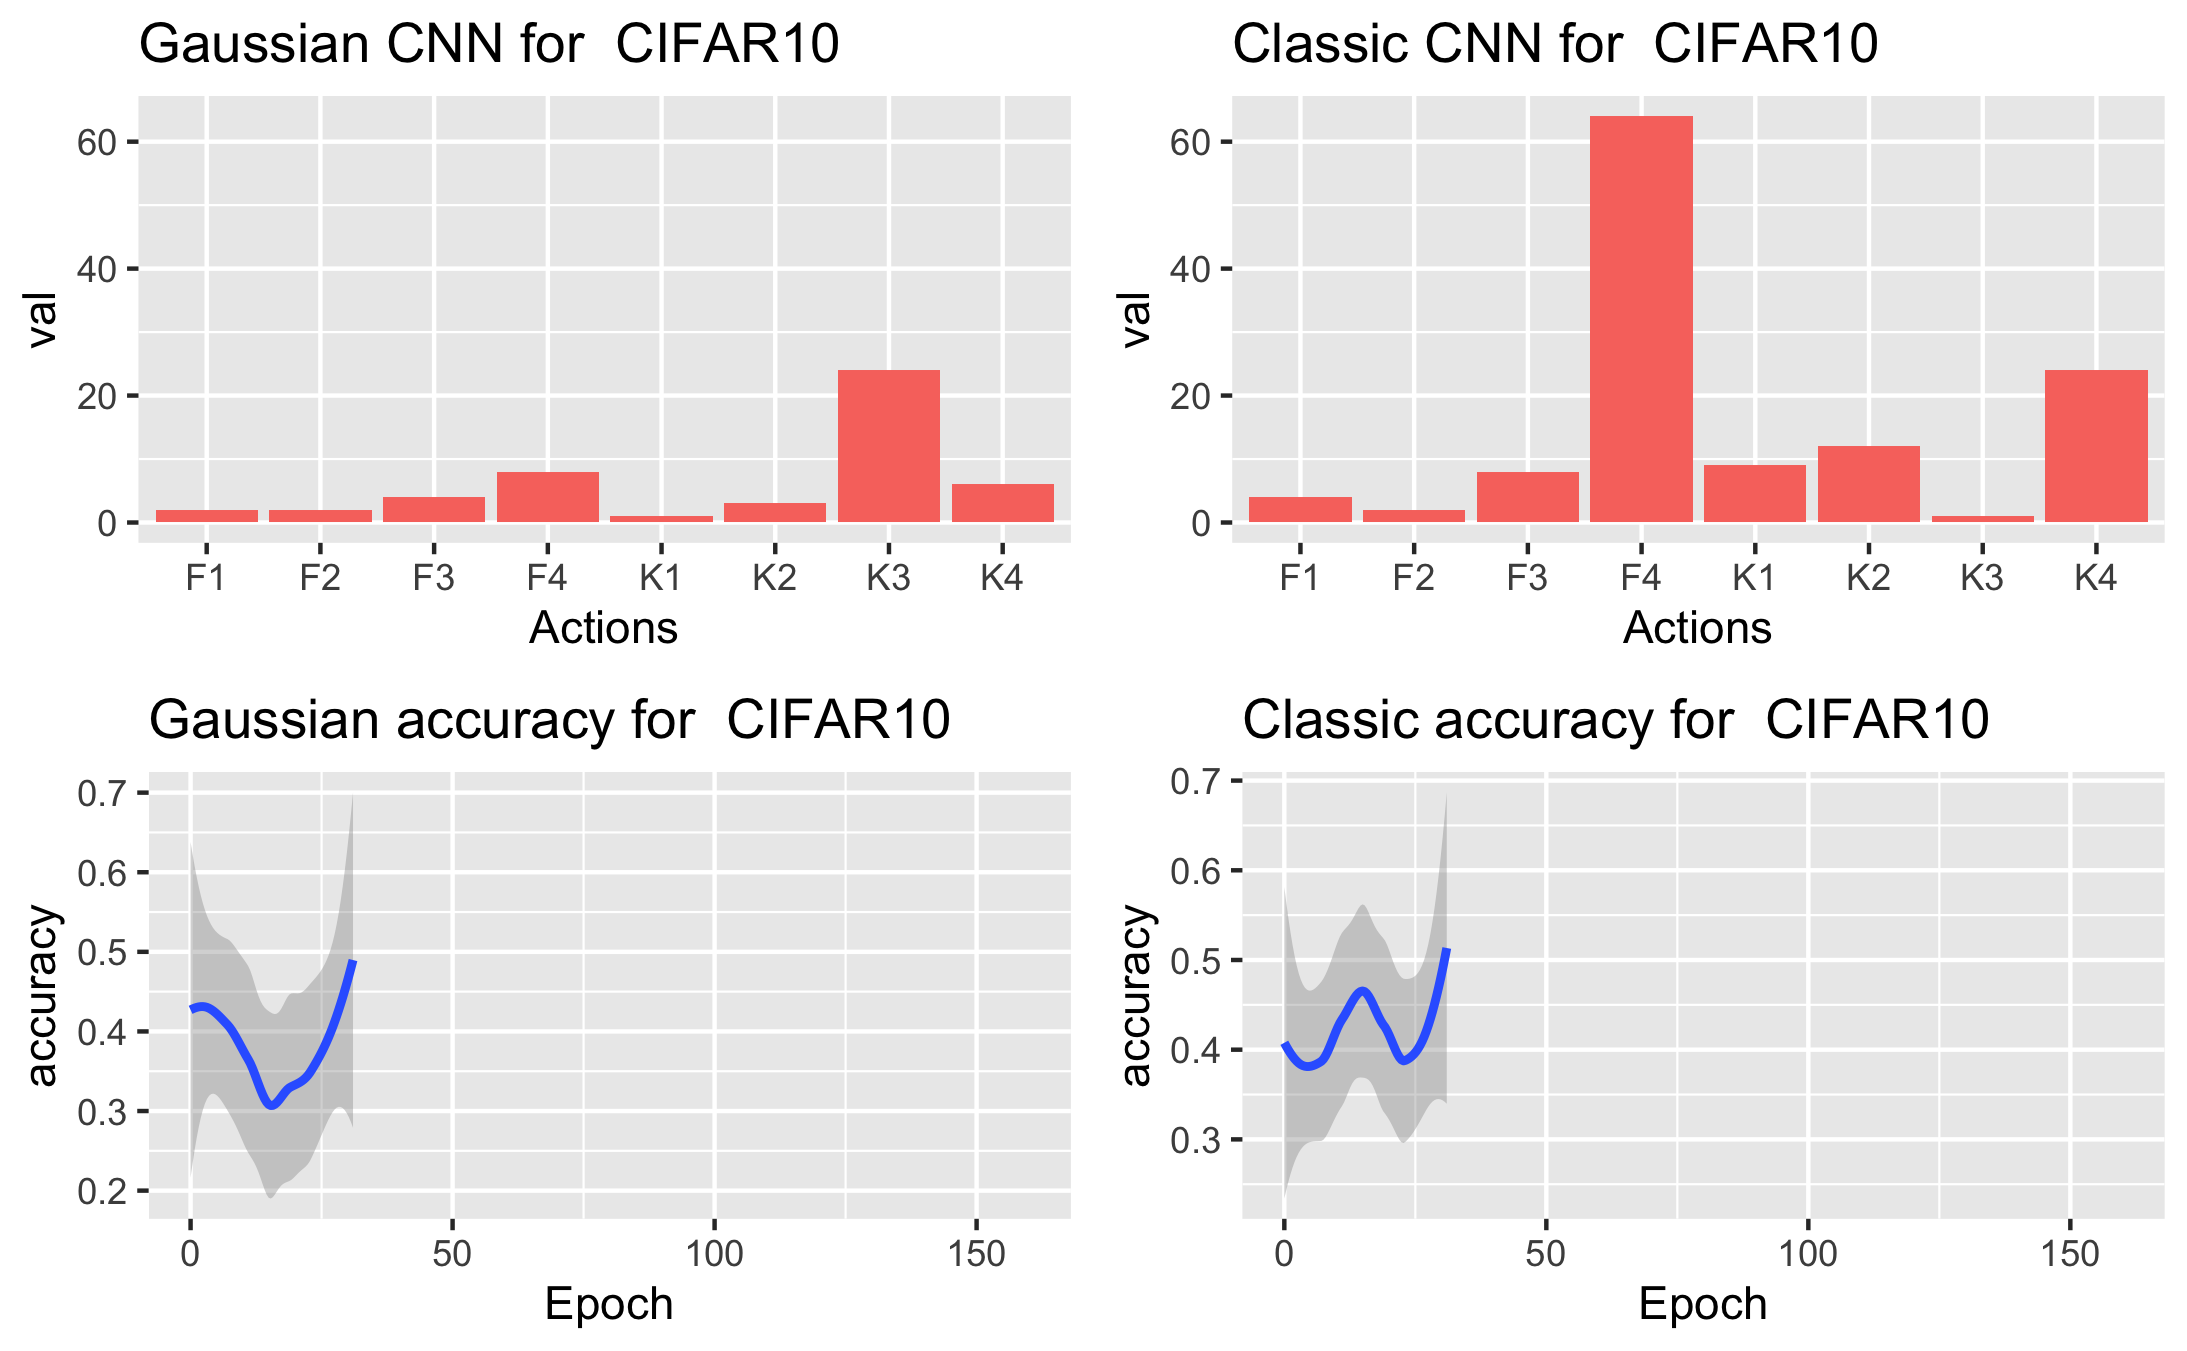 Gaussian CNN for  CIFAR10
60
40
20
0
val
F1 F2 F3 F4 K1 K2 K3 K4
Actions
Classic CNN for  CIFAR10
60
40
20
0
val
F1 F2 F3 F4 K1 K2 K3 K4
Actions
Gaussian accuracy for  CIFAR10
0.7
0.6
0.5
0.4
0.3
0.2
accuracy
0 50 100 150
Epoch
Classic accuracy for  CIFAR10
0.7
0.6
0.5
0.4
0.3
accuracy
0 50 100 150
Epoch